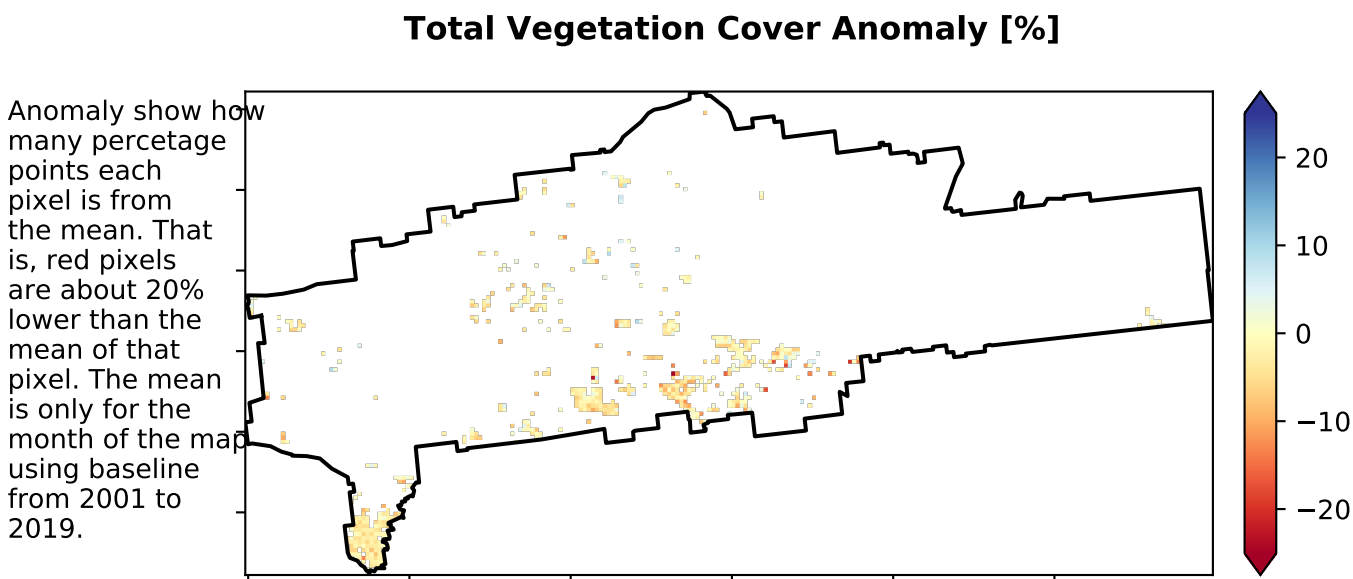 Total Vegetation Cover Anomaly [%]
Anomaly show how
many percetage
points each
pixel is from
the mean. That
is, red pixels
are about 20%
lower than the
mean of that
pixel. The mean
is only for the
month of the map
using baseline
from 2001 to
2019.
20
10
0
−10
−20